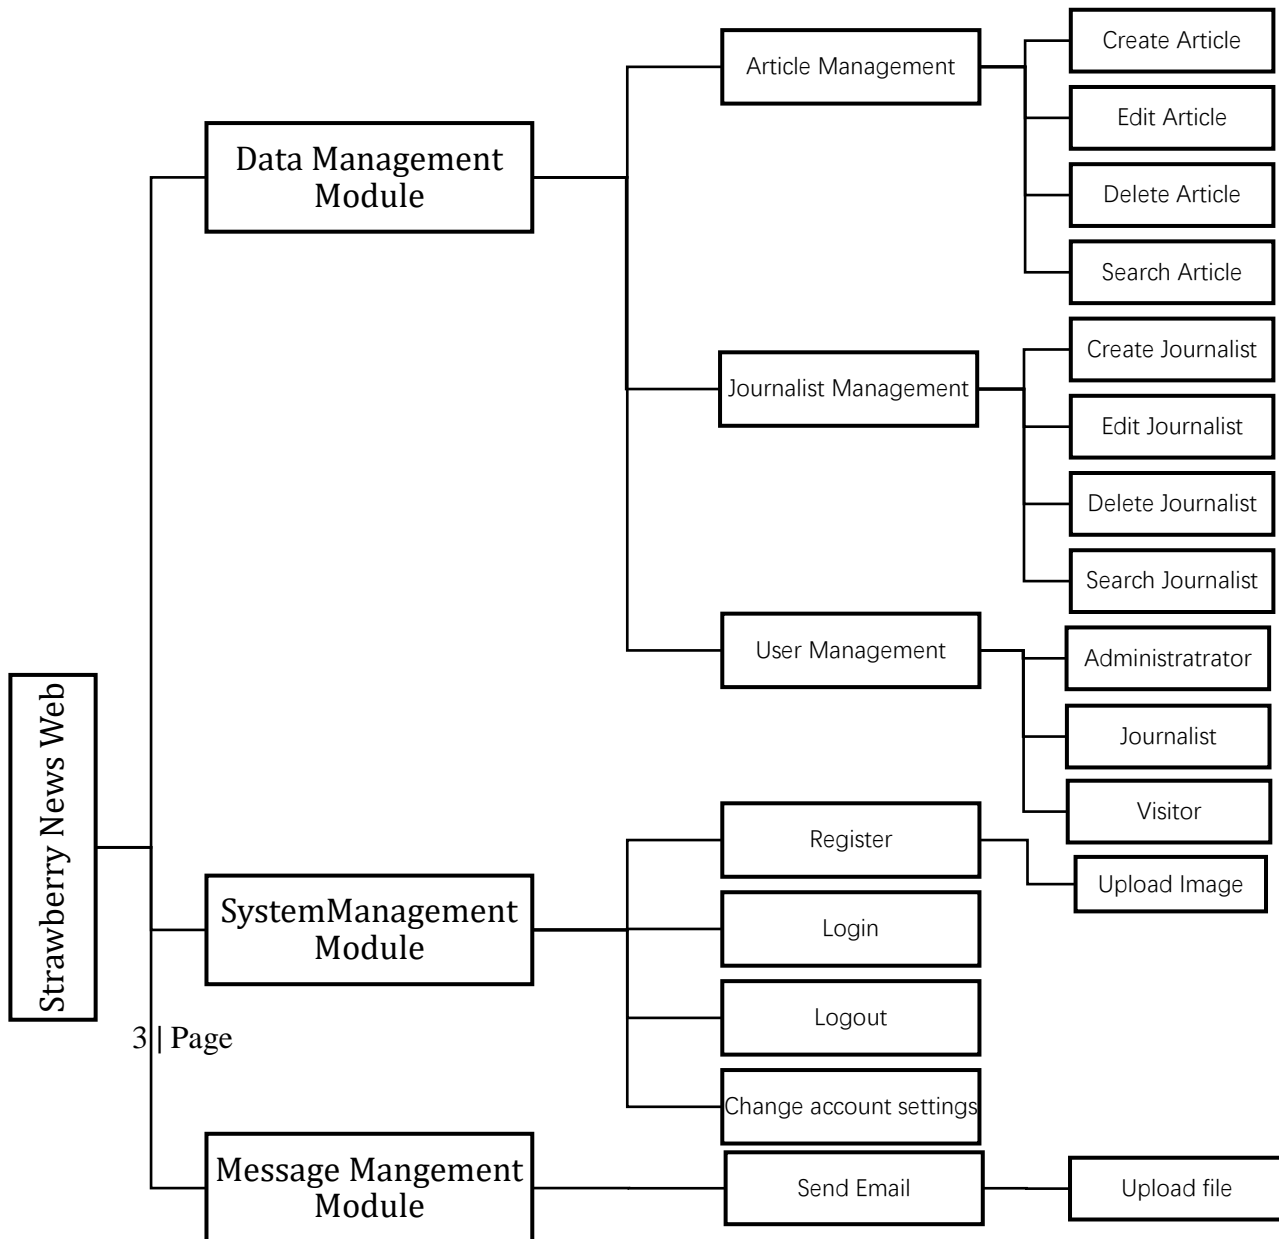 Strawberry News Web
Data Management
Module
Article Management
Create Article
Edit Article
Delete Article
Search Article
Journalist Management
Create Journalist
Edit Journalist
Delete Journalist
Search Journalist
User Management
Administratrator
Journalist
Visitor
SystemManagement
Module
Register
Upload Image
Login
Logout
Change account settings
3 | Page
Message Mangement
Module
Send Email
Upload file